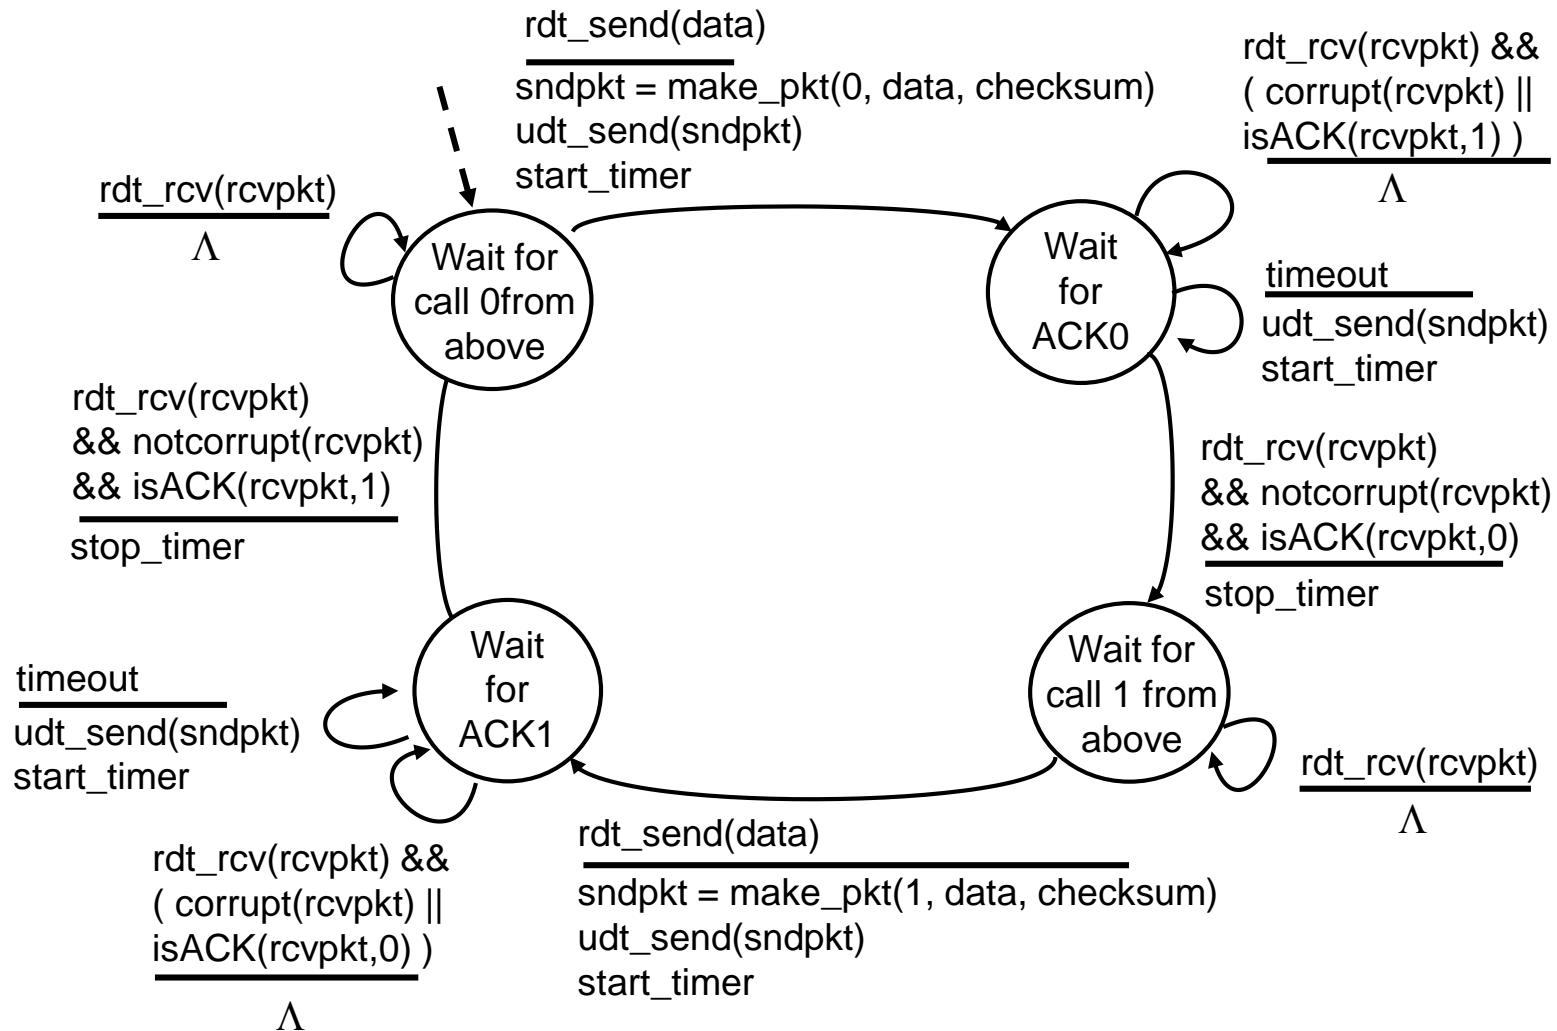 rdt_send(data)
sndpkt = make_pkt(0, data, checksum)
udt_send(sndpkt)
start_timer
rdt_rcv(rcvpkt) &&
( corrupt(rcvpkt) ||
isACK(rcvpkt,1) )
Λ
rdt_rcv(rcvpkt)
Λ
Wait for
call 0from
above
Wait
for
ACK0
timeout
udt_send(sndpkt)
start_timer
rdt_rcv(rcvpkt)
&& notcorrupt(rcvpkt)
&& isACK(rcvpkt,1)
stop_timer
rdt_rcv(rcvpkt)
&& notcorrupt(rcvpkt)
&& isACK(rcvpkt,0)
stop_timer
Wait
for
ACK1
Wait for
call 1 from
above
timeout
udt_send(sndpkt)
start_timer
rdt_rcv(rcvpkt)
Λ
rdt_rcv(rcvpkt) &&
( corrupt(rcvpkt) ||
isACK(rcvpkt,0) )
Λ
rdt_send(data)
sndpkt = make_pkt(1, data, checksum)
udt_send(sndpkt)
start_timer